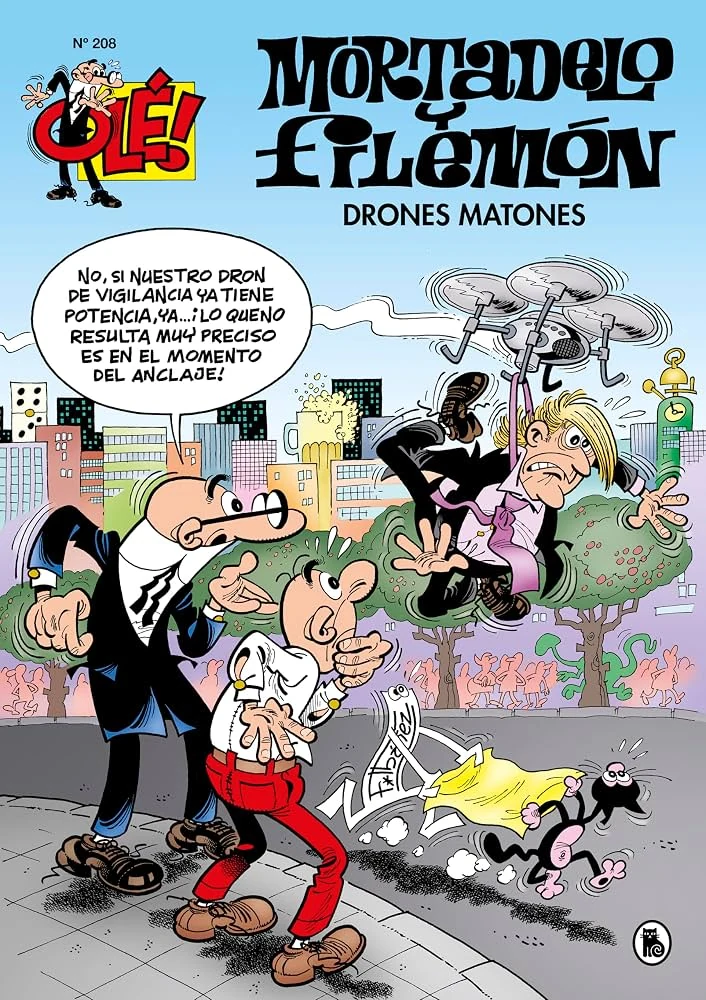 Nº 208
OLÉ!
MORTADELO
Y
FILEMÓN
DRONES MATONES
NO, SI NUESTRO DRON
DE VIGILANCIA YA TIENE
POTENCIA, YA...¡LO QUE NO
RESULTA MUY PRECISO
ES EN EL MOMENTO
DEL ANCLAJE!